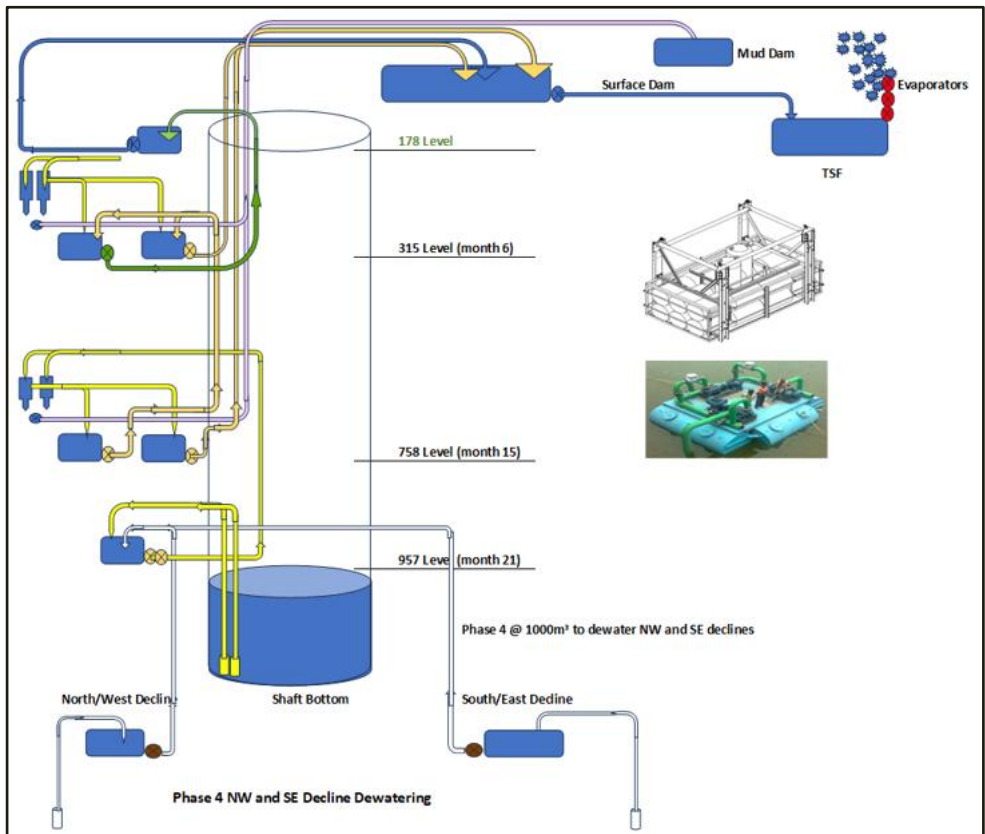 Mud Dam
Surface Dam
Evaporators
178 Level
TSF
315 Level (month 6)
758 Level (month 15)
957 Level (month 21)
Phase 4 @ 1000m³ to dewater NW and SE declines
North/West Decline
Shaft Bottom
South/East Decline
Phase 4 NW and SE Decline Dewatering